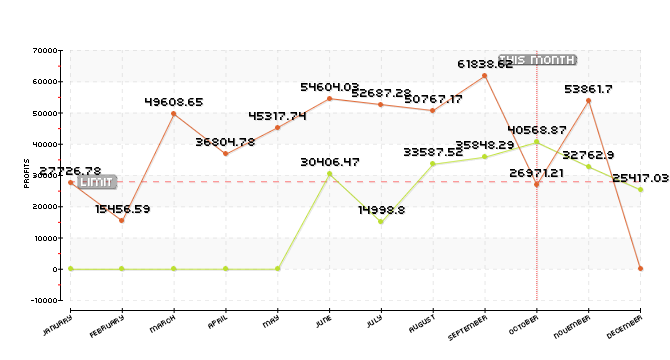 70000
THIS MONTH
61838.62
60000
54604.03
52687.28
53861.7
50767.17
49608.65
50000
45317.74
40568.87
36804.78
40000
35848.29
33587.52
32762.9
30406.47
30000
27726.78
LIMIT
26971.21
25417.03
20000
15456.59
14998.8
10000
0
-10000
PROFITS
JANUARY
FEBRUARY
MARCH
APRIL
MAY
JUNE
JULY
AUGUST
SEPTEMBER
OCTOBER
NOVEMBER
DECEMBER